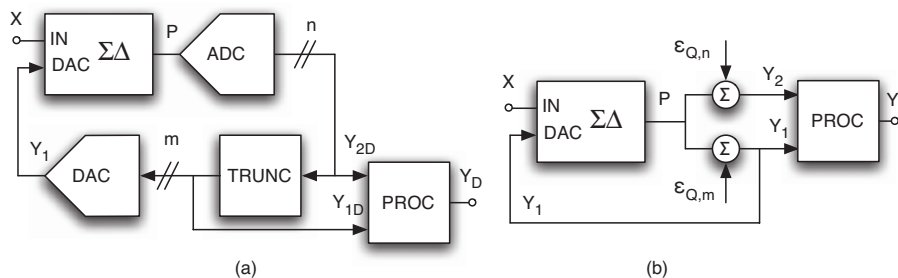 X
IN
DAC
ΣΔ
P
ADC
n
Y1
DAC
m
TRUNC
Y2D
Y1D
PROC
YD
(a)
X
IN
DAC
ΣΔ
P
εQ,n
Σ
Y2
Σ
Y1
εQ,m
PROC
Y
Y1
(b)